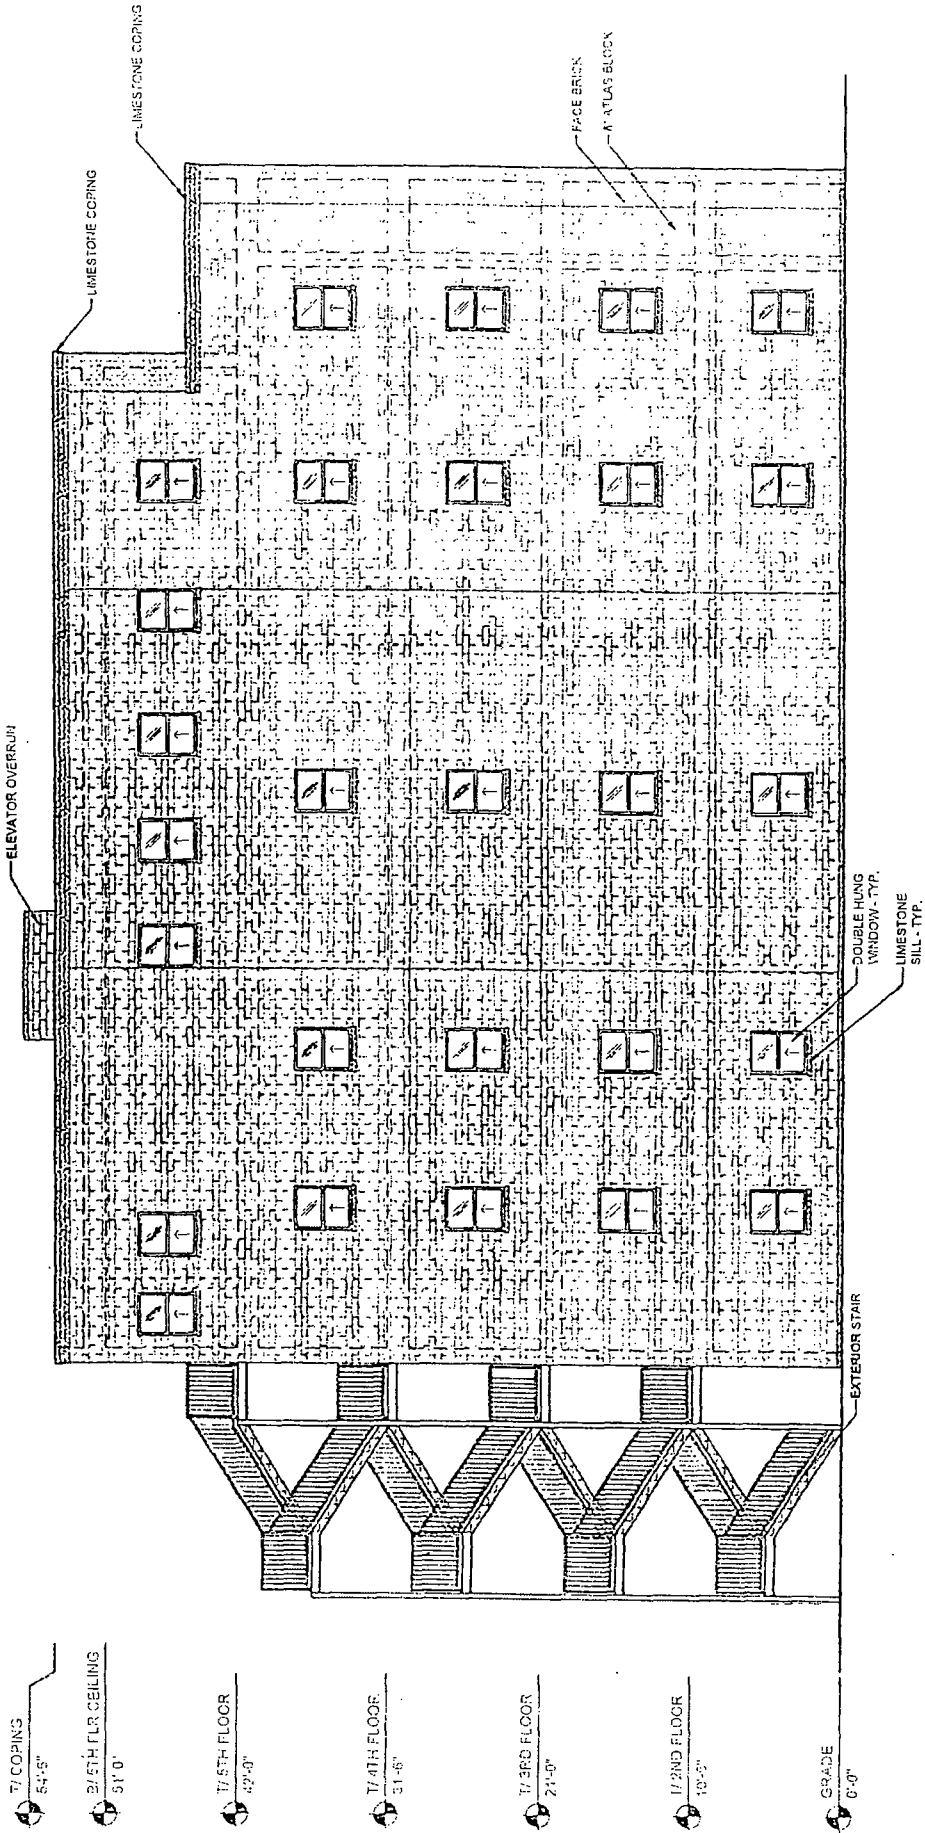 T/ COPING
54'-6"
B/ 5TH FLR CEILING
51'-0"
T/ 5TH FLOOR
42'-0"
T/ 4TH FLOOR
31'-6"
T/ 3RD FLOOR
21'-0"
T/ 2ND FLOOR
10'-6"
GRADE
0'-0"
ELEVATOR OVERRUN
LIMESTONE COPING
LIMESTONE COPING
FACE BRICK
ATLAS BLOCK
DOUBLE HUNG
WINDOW - TYP.
LIMESTONE
SILL - TYP.
EXTERIOR STAIR